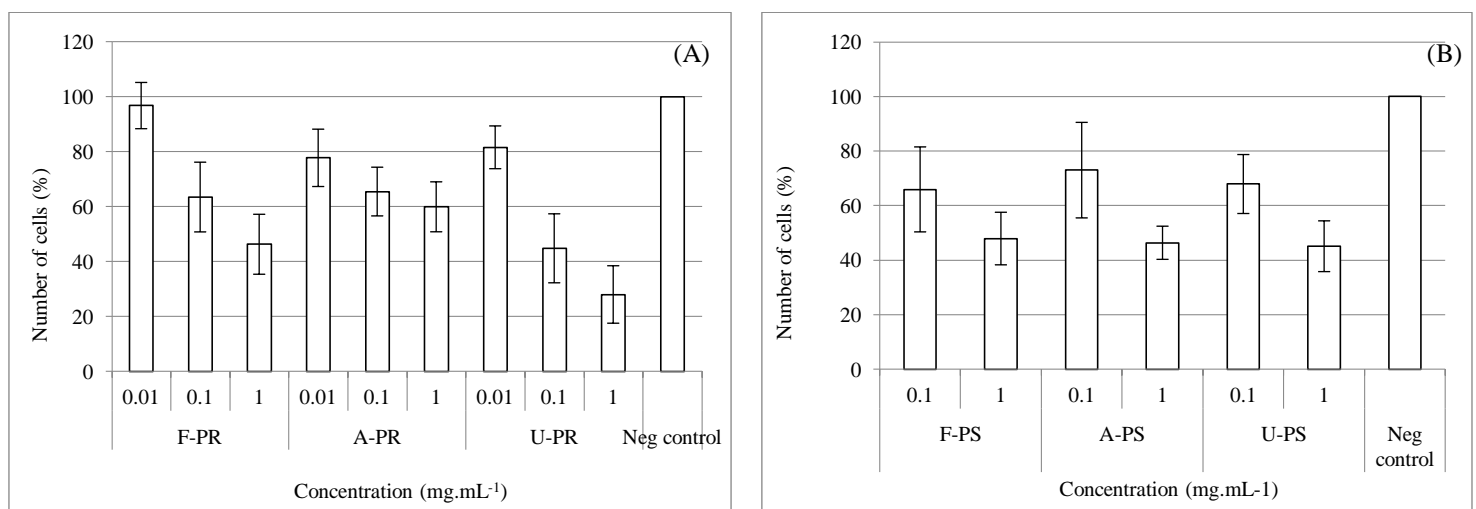 (A)
Number of cells (%)
120
100
80
60
40
20
0
0.01 0.1 1 0.01 0.1 1 0.01 0.1 1
F-PR A-PR U-PR Neg control
Concentration (mg.mL-1)
(B)
Number of cells (%)
120
100
80
60
40
20
0
0.1 1 0.1 1 0.1 1
F-PS A-PS U-PS Neg
control
Concentration (mg.mL-1)